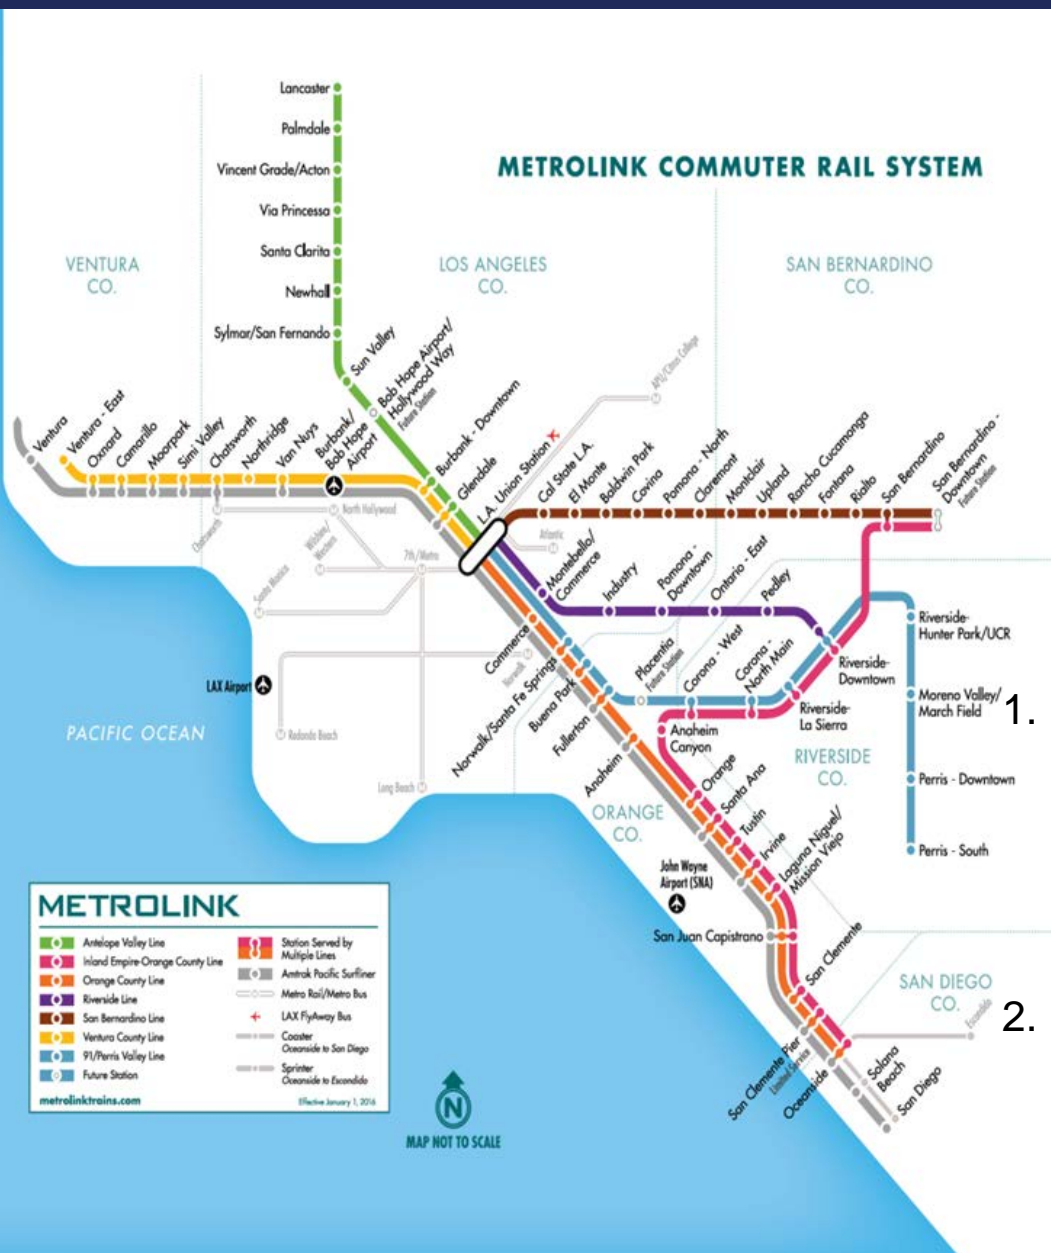 METROLINK COMMUTER RAIL SYSTEM
VENTURA
CO.
LOS ANGELES
CO.
SAN BERNARDINO
CO.
Lancaster
Palmdale
Vincent Grade/Acton
Via Princessa
Santa Clarita
Newhall
Sylmar/San Fernando
Sun Valley
Bob Hope Airport/
Hollywood Way
Future Station
Burbank - Downtown
Glendale
L.A. Union Station
APU/Citrus College
Ventura
Ventura - East
Oxnard
Camarillo
Moorpark
Simi Valley
Chatsworth
Northridge
Van Nuys
Burbank/
Bob Hope
Airport
Cal State L.A.
El Monte
Baldwin Park
Covina
Pomona - North
Claremont
Montclair
Upland
Rancho Cucamonga
Fontana
Rialto
San Bernardino
San Bernardino -
Downtown
Future Station
Chatsworth
North Hollywood
Wilshire/
Western
7th/Metro
Santa Monica
Atlantic
Norwalk
Redondo Beach
Long Beach
LAX Airport
PACIFIC OCEAN
Montebello/
Commerce
Industry
Pomona -
Downtown
Ontario - East
Pedley
Riverside-
Hunter Park/UCR
Riverside-
Downtown
Moreno Valley/
March Field
1.
Riverside-
La Sierra
RIVERSIDE
CO.
Perris - Downtown
Perris - South
Commerce
Norwalk/Santa Fe Springs
Buena Park
Fullerton
Anaheim
Placentia
Future Station
Corona - West
Corona -
North Main
Anaheim
Canyon
Orange
Santa Ana
Tustin
Irvine
Laguna Niguel/
Mission Viejo
ORANGE
CO.
John Wayne
Airport (SNA)
San Juan Capistrano
San Clemente
SAN DIEGO
CO.
Escondido
2.
San Clemente Pier
Limited Service
Oceanside
Solana
Beach
San Diego
METROLINK
Antelope Valley Line
Inland Empire-Orange County Line
Orange County Line
Riverside Line
San Bernardino Line
Ventura County Line
91/Perris Valley Line
Future Station
metrolinktrains.com
Station Served by
Multiple Lines
Amtrak Pacific Surfliner
Metro Rail/Metro Bus
LAX FlyAway Bus
Coaster
Oceanside to San Diego
Sprinter
Oceanside to Escondido
Effective January 1, 2016
N
MAP NOT TO SCALE